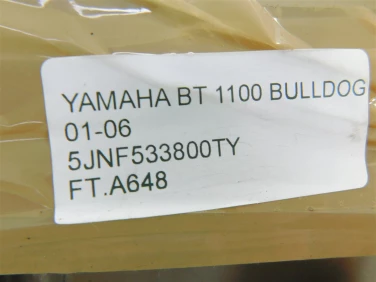 YAMAHA BT 1100 BULLDOG
01-06
5JNF533800TY
FT.A648